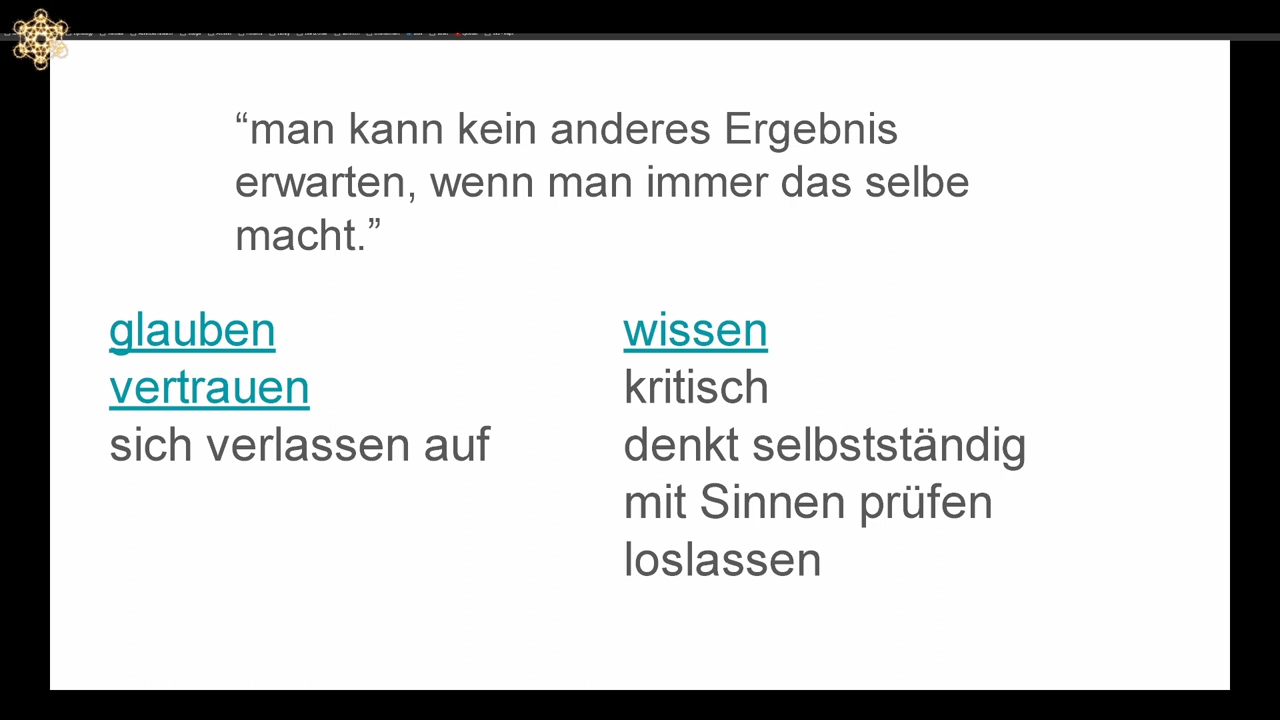 “man kann kein anderes Ergebnis
erwarten, wenn man immer das selbe
macht.”
glauben
vertrauen
sich verlassen auf
wissen
kritisch
denkt selbstständig
mit Sinnen prüfen
loslassen